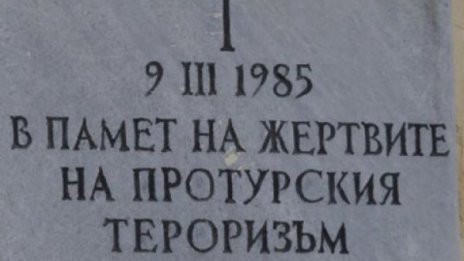 9 III 1985
В ПАМЕТ НА ЖЕРТВИТЕ
НА ПРОТУРСКИЯ
ТЕРОРИЗЪМ